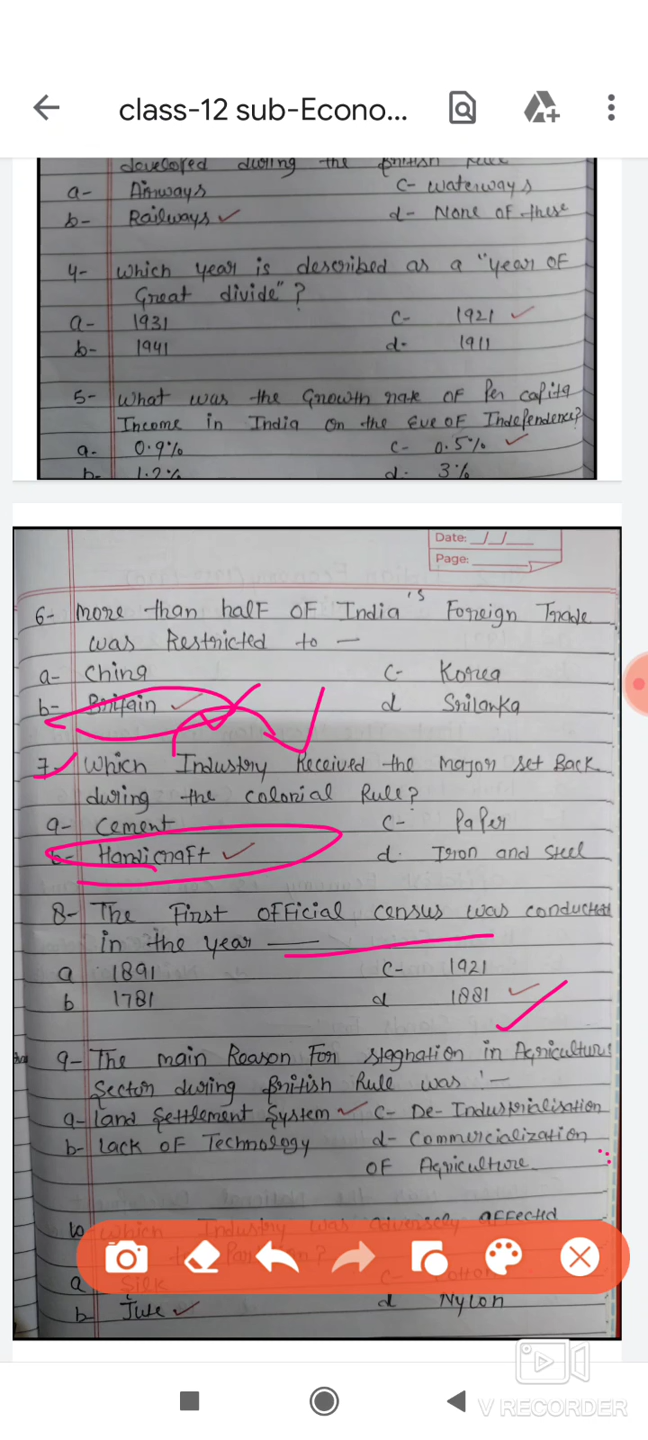 class-12 sub-Econo...
developed during the British Rule
a- Airways c- waterways
b- Railways ✓ d- None of these
4- which year is described as a "year of
Great divide"?
a- 1931 c- 1921 ✓
b- 1941 d- 1911
5- What was the Growth rate of Per capita
Income in India on the Eve of Independence?
a- 0.9% c- 0.5% ✓
b- 1.2% d. 3%
Date: __/__/__
Page:
6- more than half of India's Foreign Trade
was Restricted to —
a- China c- Korea
b- Britain ✓ d Srilanka
7- Which Industry Received the major set Back
during the colonial Rule?
a- Cement c- Paper
b- Handicraft ✓ d. Iron and Steel
8- The First official census was conducted
in the year —
a 1891 c- 1921
b 1781 d 1881 ✓
9- The main Reason For stagnation in Agriculture
Sector during British Rule was :-
a- land Settlement System ✓ c- De-Industrialisation
b- Lack of Technology d- Commercialization
of Agriculture
10 which Industry was adversely affected
a Silk
b Jute ✓ d Nylon
V RECORDER